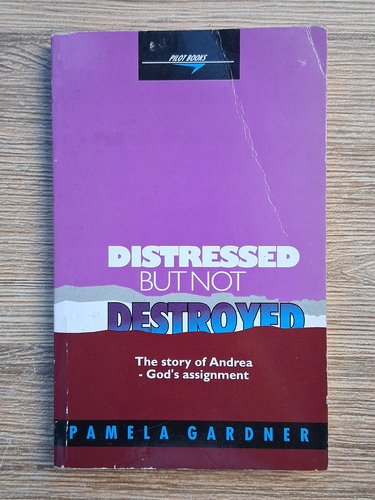 PILOT BOOKS
DISTRESSED
BUT NOT
DESTROYED
The story of Andrea
- God's assignment
PAMELA GARDNER